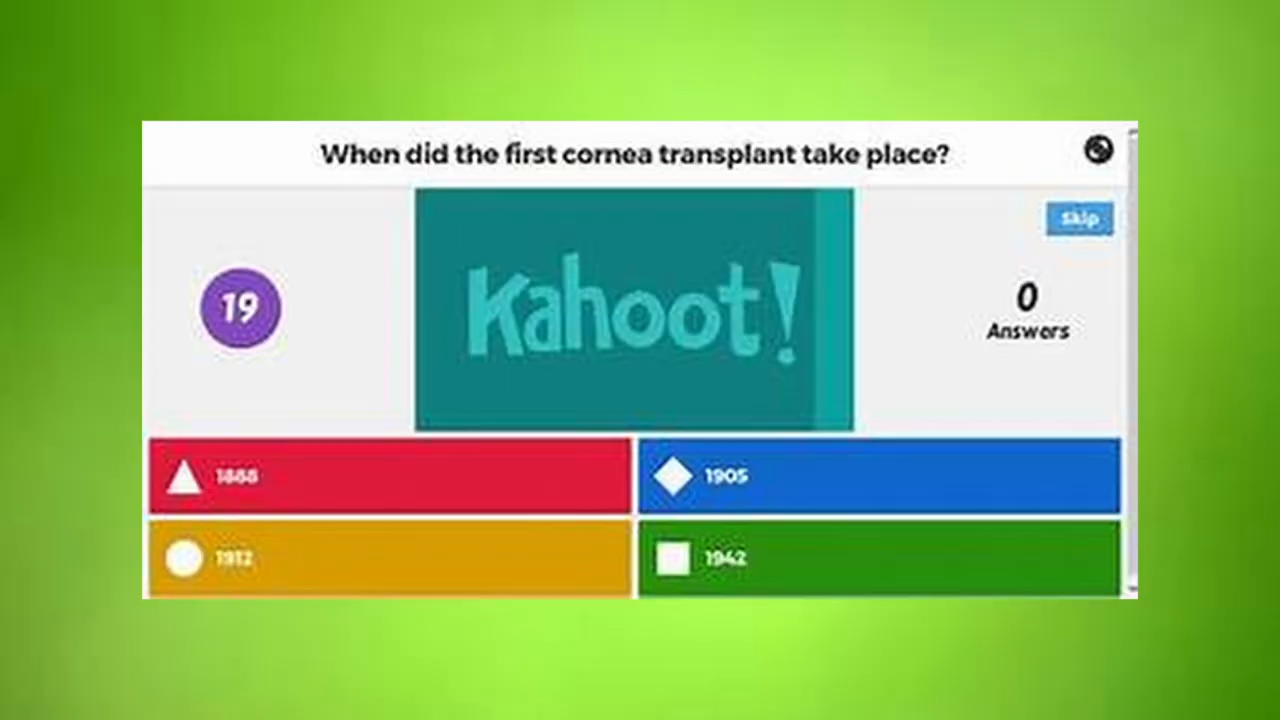 When did the first cornea transplant take place?
Skip
19
Kahoot!
0
Answers
1888
1905
1912
1942